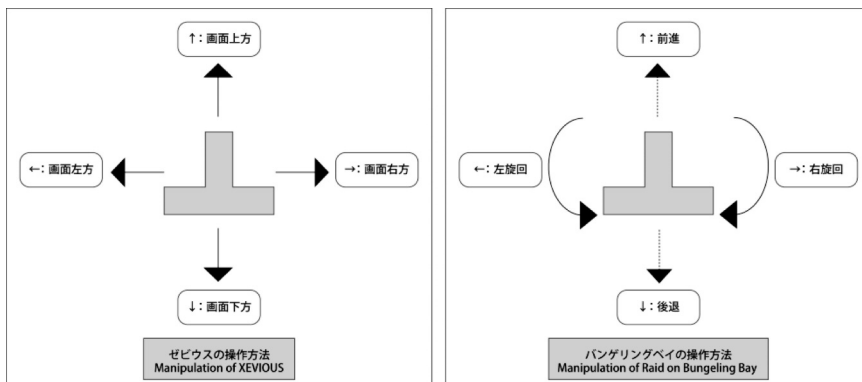 ↑：画面上方
←：画面左方
→：画面右方
↓：画面下方
ゼビウスの操作方法
Manipulation of XEVIOUS
↑：前進
←：左旋回
→：右旋回
↓：後退
バンゲリングベイの操作方法
Manipulation of Raid on Bungeling Bay